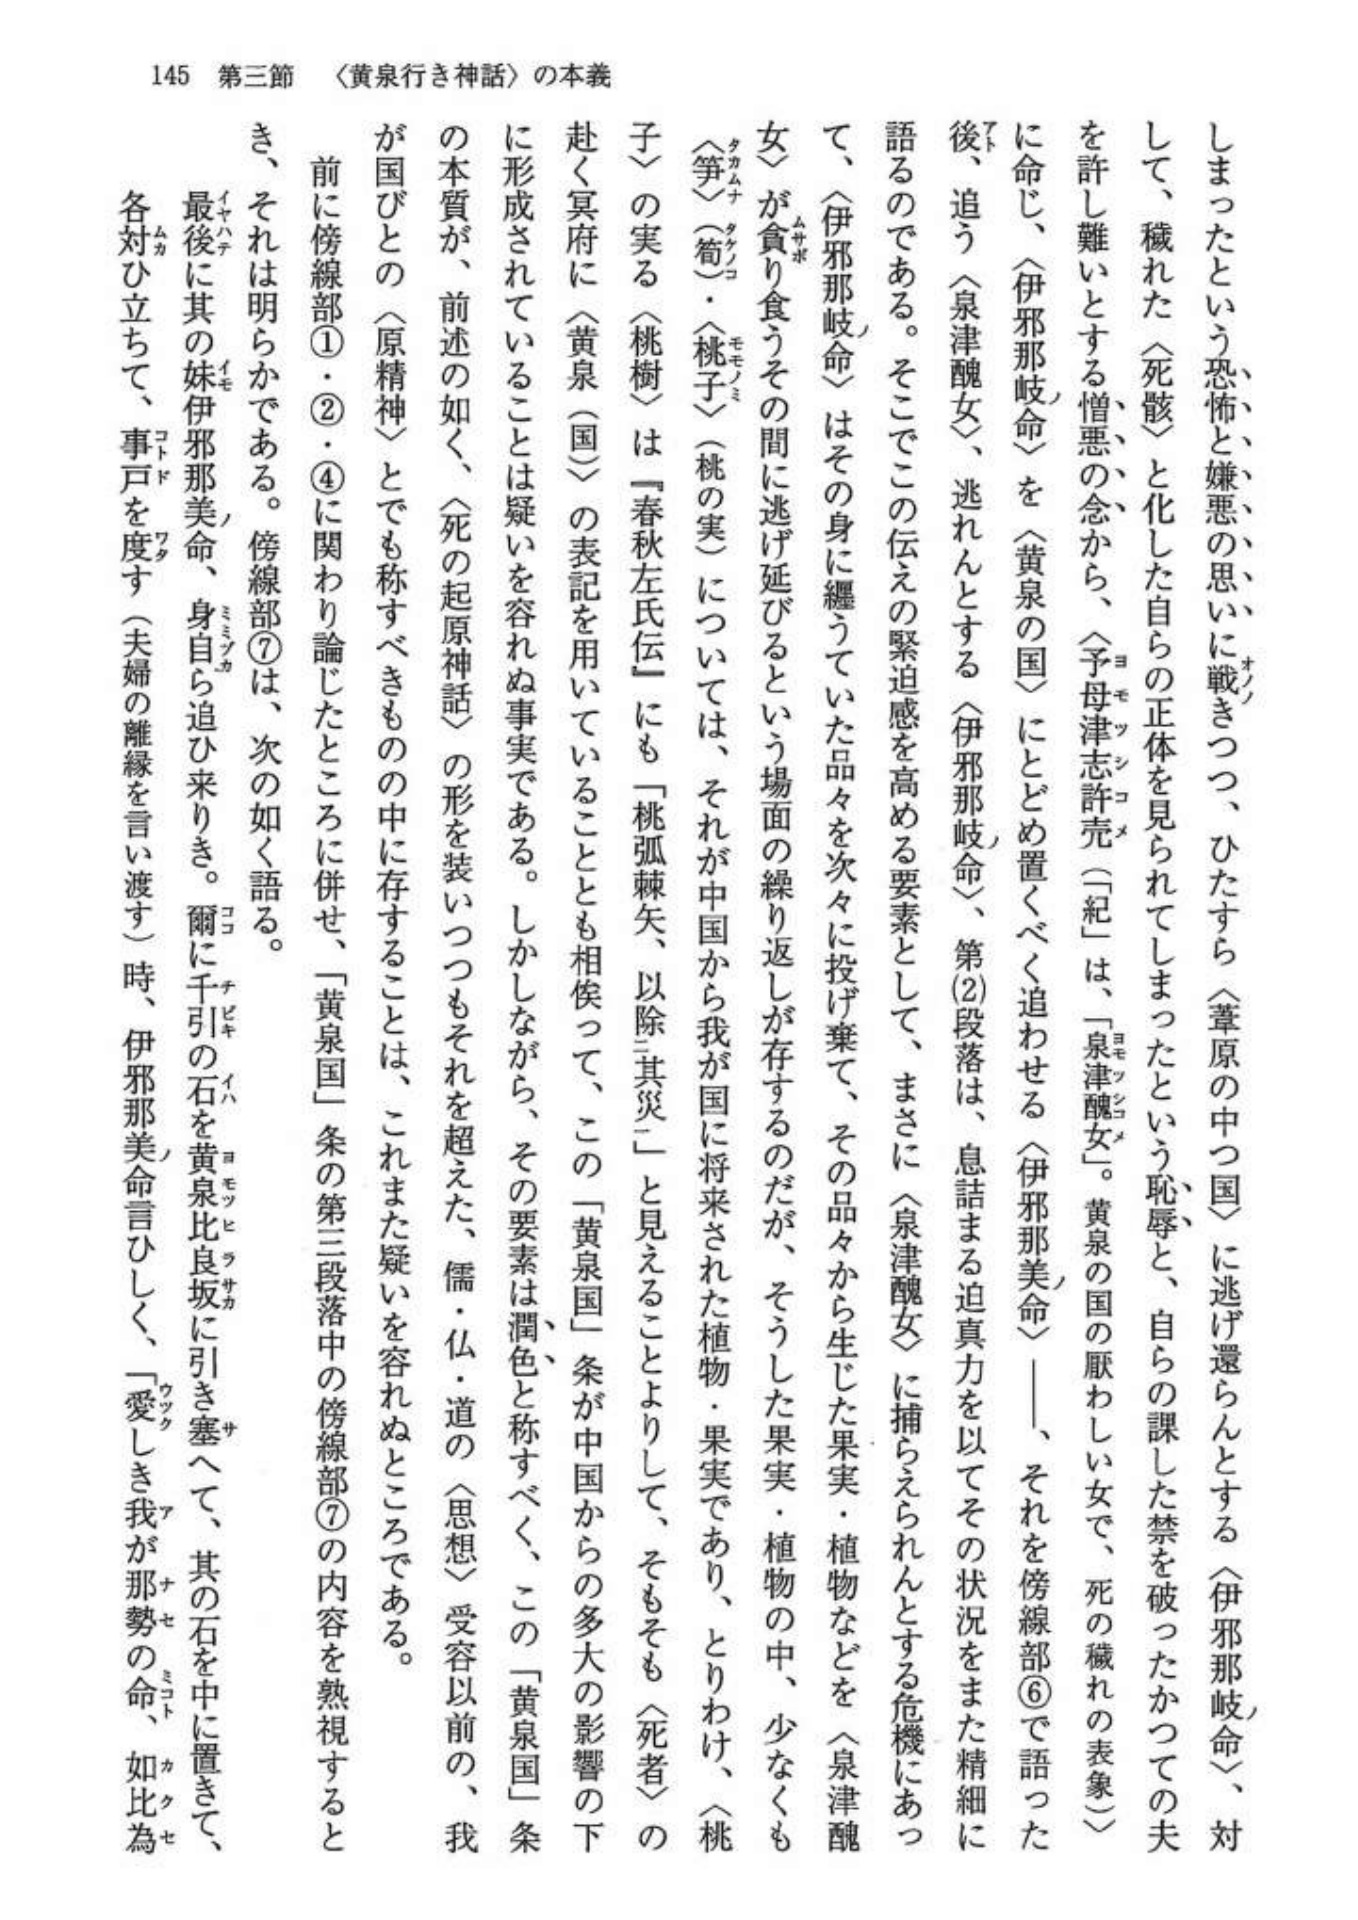 145　第三節　〈黄泉行き神話〉の本義
しまったという恐怖と嫌悪の思いに戦きつつ、ひたすら〈葦原の中つ国〉に逃げ還らんとする〈伊邪那岐命〉、対
して、穢れた〈死骸〉と化した自らの正体を見られてしまったという恥辱と、自らの課した禁を破ったかつての夫
を許し難いとする憎悪の念から、〈予母津志許売（「紀」は、「泉津醜女」。黄泉の国の厭わしい女で、死の穢れの表象）〉
に命じ、〈伊邪那岐命〉を〈黄泉の国〉にとどめ置くべく追わせる〈伊邪那美命〉――、それを傍線部⑥で語った
後、追う〈泉津醜女〉、逃れんとする〈伊邪那岐命〉、第(2)段落は、息詰まる迫真力を以てその状況をまた精細に
語るのである。そこでこの伝えの緊迫感を高める要素として、まさに〈泉津醜女〉に捕らえられんとする危機にあっ
て、〈伊邪那岐命〉はその身に纒うていた品々を次々に投げ棄て、その品々から生じた果実・植物などを〈泉津醜
女〉が貪り食うその間に逃げ延びるという場面の繰り返しが存するのだが、そうした果実・植物の中、少なくも
〈笋〉（筍）・〈桃子〉（桃の実）については、それが中国から我が国に将来された植物・果実であり、とりわけ、〈桃
子〉の実る〈桃樹〉は『春秋左氏伝』にも「桃弧棘矢、以除㆓其災㆒」と見えることよりして、そもそも〈死者〉の
赴く冥府に〈黄泉（国）〉の表記を用いていることとも相俟って、この「黄泉国」条が中国からの多大の影響の下
に形成されていることは疑いを容れぬ事実である。しかしながら、その要素は潤色と称すべく、この「黄泉国」条
の本質が、前述の如く、〈死の起原神話〉の形を装いつつもそれを超えた、儒・仏・道の〈思想〉受容以前の、我
が国びとの〈原精神〉とでも称すべきものの中に存することは、これまた疑いを容れぬところである。
前に傍線部①・②・④に関わり論じたところに併せ、「黄泉国」条の第三段落中の傍線部⑦の内容を熟視すると
き、それは明らかである。傍線部⑦は、次の如く語る。
最後に其の妹伊邪那美命、身自ら追ひ来りき。爾に千引の石を黄泉比良坂に引き塞へて、其の石を中に置きて、
各対ひ立ちて、事戸を度す（夫婦の離縁を言い渡す）時、伊邪那美命言ひしく、「愛しき我が那勢の命、如比為